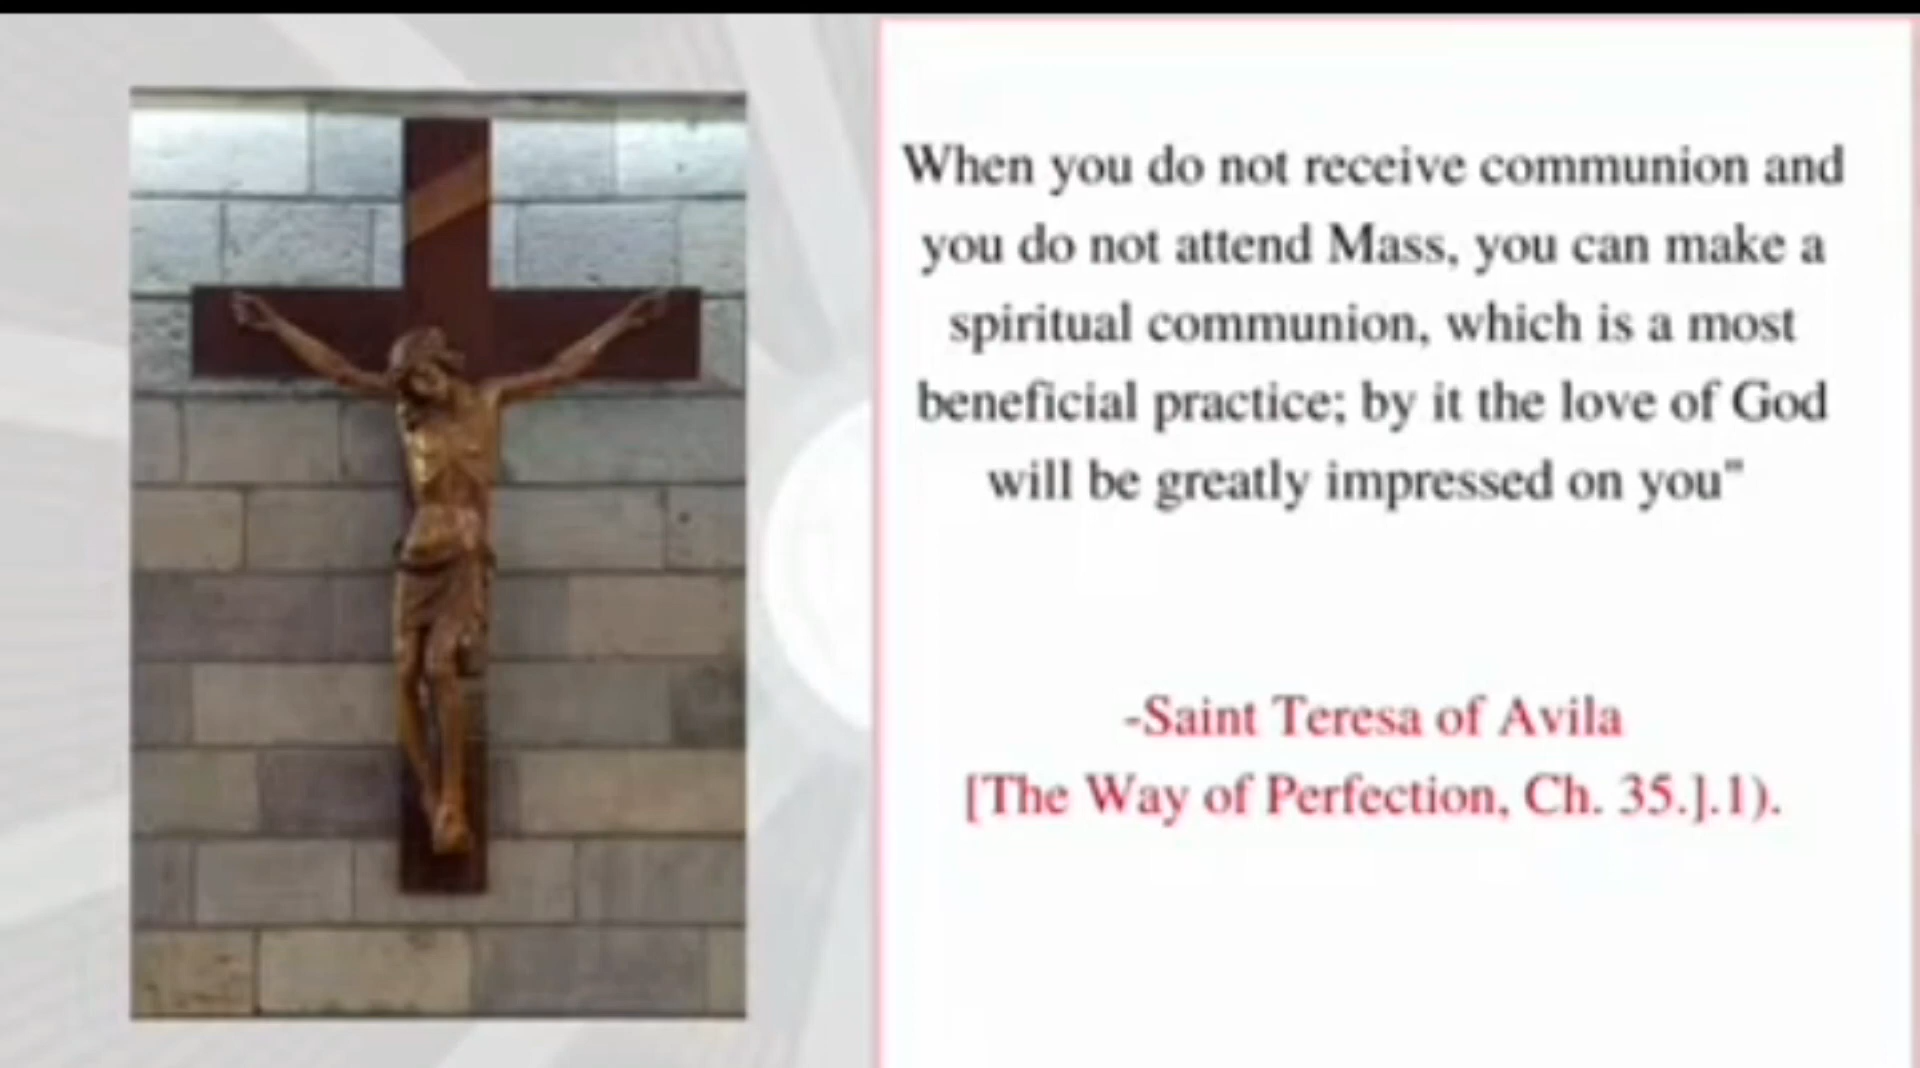 When you do not receive communion and
you do not attend Mass, you can make a
spiritual communion, which is a most
beneficial practice; by it the love of God
will be greatly impressed on you"
-Saint Teresa of Avila
[The Way of Perfection, Ch. 35.].1).